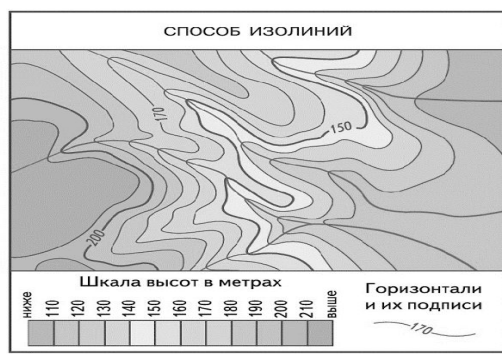 СПОСОБ ИЗОЛИНИЙ
170
150
200
Шкала высот в метрах
ниже 110 120 130 140 150 160 170 180 190 200 210 выше
Горизонтали
и их подписи
170